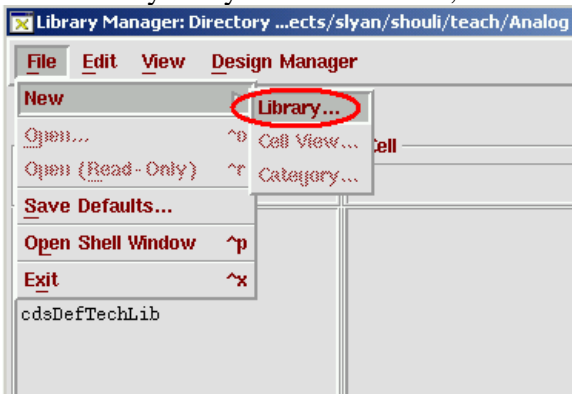 Library Manager: Directory ...ects/slyan/shouli/teach/Analog
File Edit View Design Manager
New
Library...
Open... ^o
Cell View...
Cell
Open (Read-Only) ^r
Category...
Save Defaults...
Open Shell Window ^p
Exit ^x
cdsDefTechLib